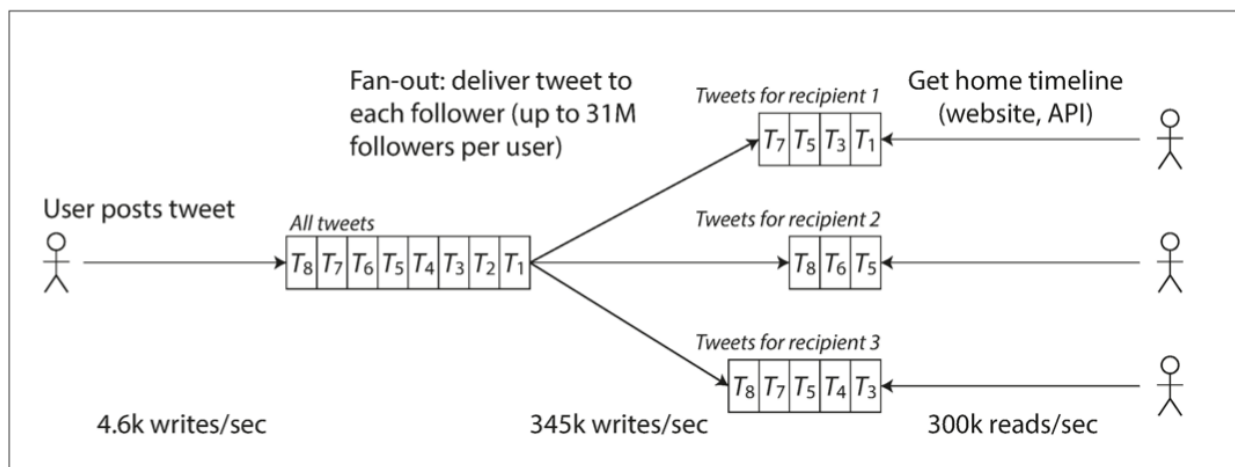 Fan-out: deliver tweet to
each follower (up to 31M
followers per user)
Tweets for recipient 1
T7 T5 T3 T1
Get home timeline
(website, API)
User posts tweet
All tweets
T8 T7 T6 T5 T4 T3 T2 T1
Tweets for recipient 2
T8 T6 T5
Tweets for recipient 3
T8 T7 T5 T4 T3
4.6k writes/sec
345k writes/sec
300k reads/sec